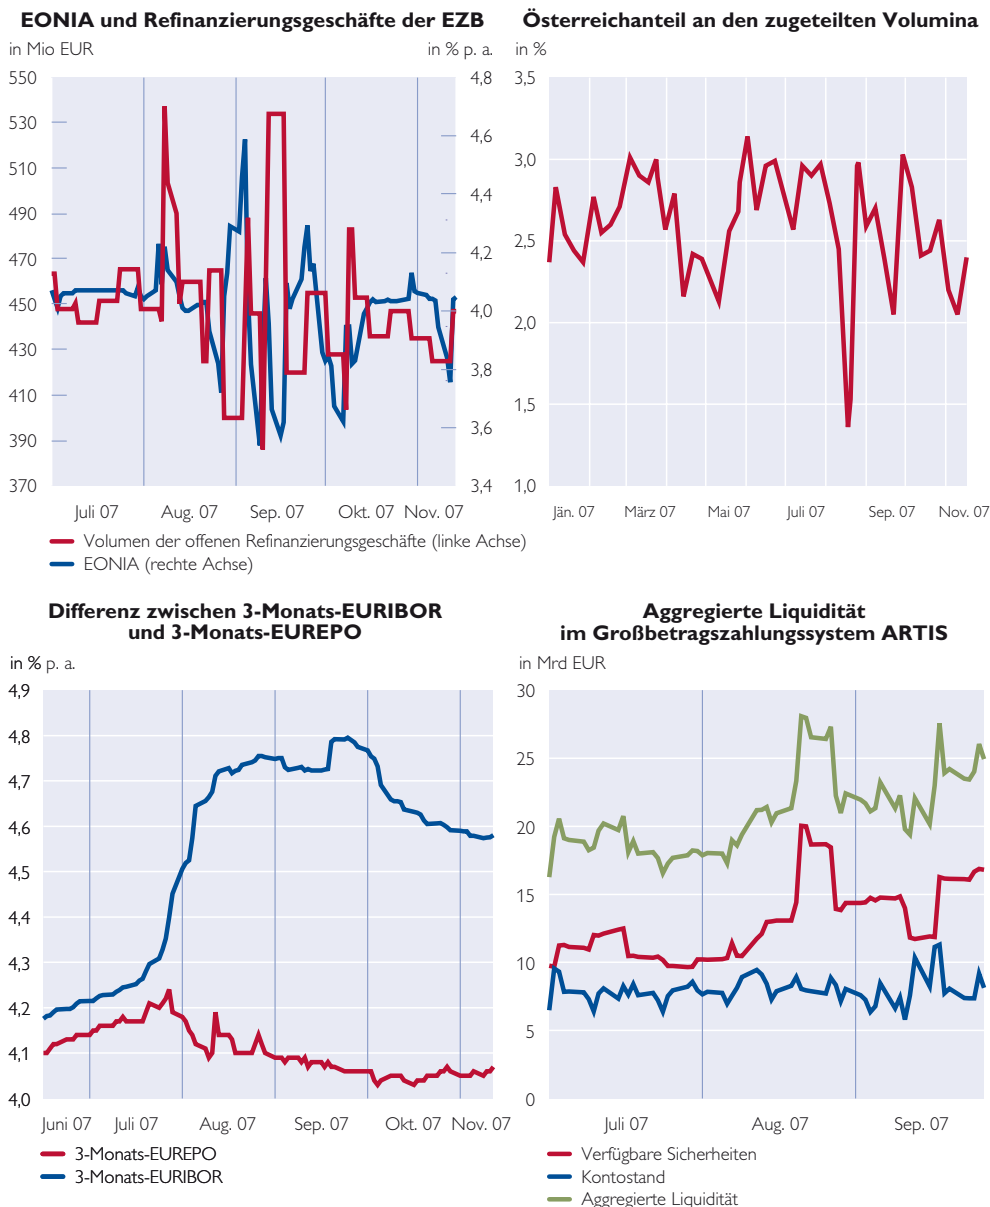 EONIA und Refinanzierungsgeschäfte der EZB
in Mio EUR
in % p. a.
550
530
510
490
470
450
430
410
390
370
4,8
4,6
4,4
4,2
4,0
3,8
3,6
3,4
Juli 07
Aug. 07
Sep. 07
Okt. 07
Nov. 07
Volumen der offenen Refinanzierungsgeschäfte (linke Achse)
EONIA (rechte Achse)
Österreichanteil an den zugeteilten Volumina
in %
3,5
3,0
2,5
2,0
1,5
1,0
Jän. 07
März 07
Mai 07
Juli 07
Sep. 07
Nov. 07
Differenz zwischen 3-Monats-EURIBOR
und 3-Monats-EUREPO
in % p. a.
4,9
4,8
4,7
4,6
4,5
4,4
4,3
4,2
4,1
4,0
Juni 07
Juli 07
Aug. 07
Sep. 07
Okt. 07
Nov. 07
3-Monats-EUREPO
3-Monats-EURIBOR
Aggregierte Liquidität
im Großbetragszahlungssystem ARTIS
in Mrd EUR
30
25
20
15
10
5
0
Juli 07
Aug. 07
Sep. 07
Verfügbare Sicherheiten
Kontostand
Aggregierte Liquidität